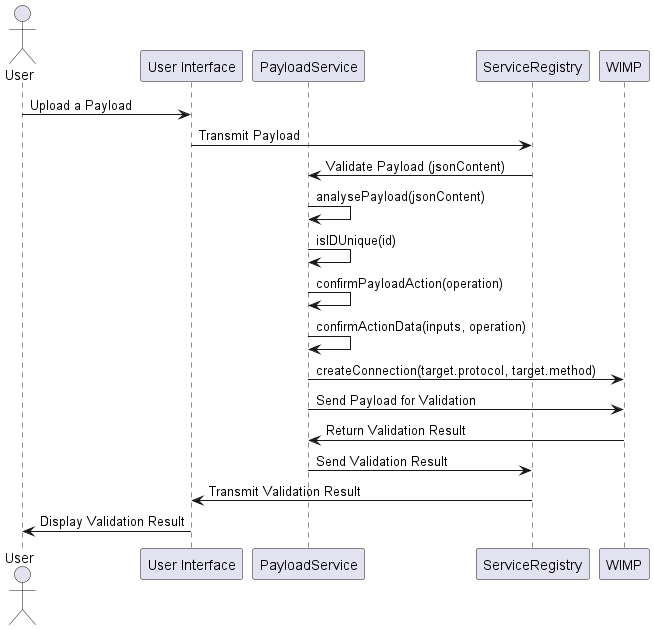 User
User Interface
PayloadService
ServiceRegistry
WIMP
Upload a Payload
Transmit Payload
Validate Payload (jsonContent)
analysePayload(jsonContent)
isIDUnique(id)
confirmPayloadAction(operation)
confirmActionData(inputs, operation)
createConnection(target.protocol, target.method)
Send Payload for Validation
Return Validation Result
Send Validation Result
Transmit Validation Result
Display Validation Result
User
User Interface
PayloadService
ServiceRegistry
WIMP